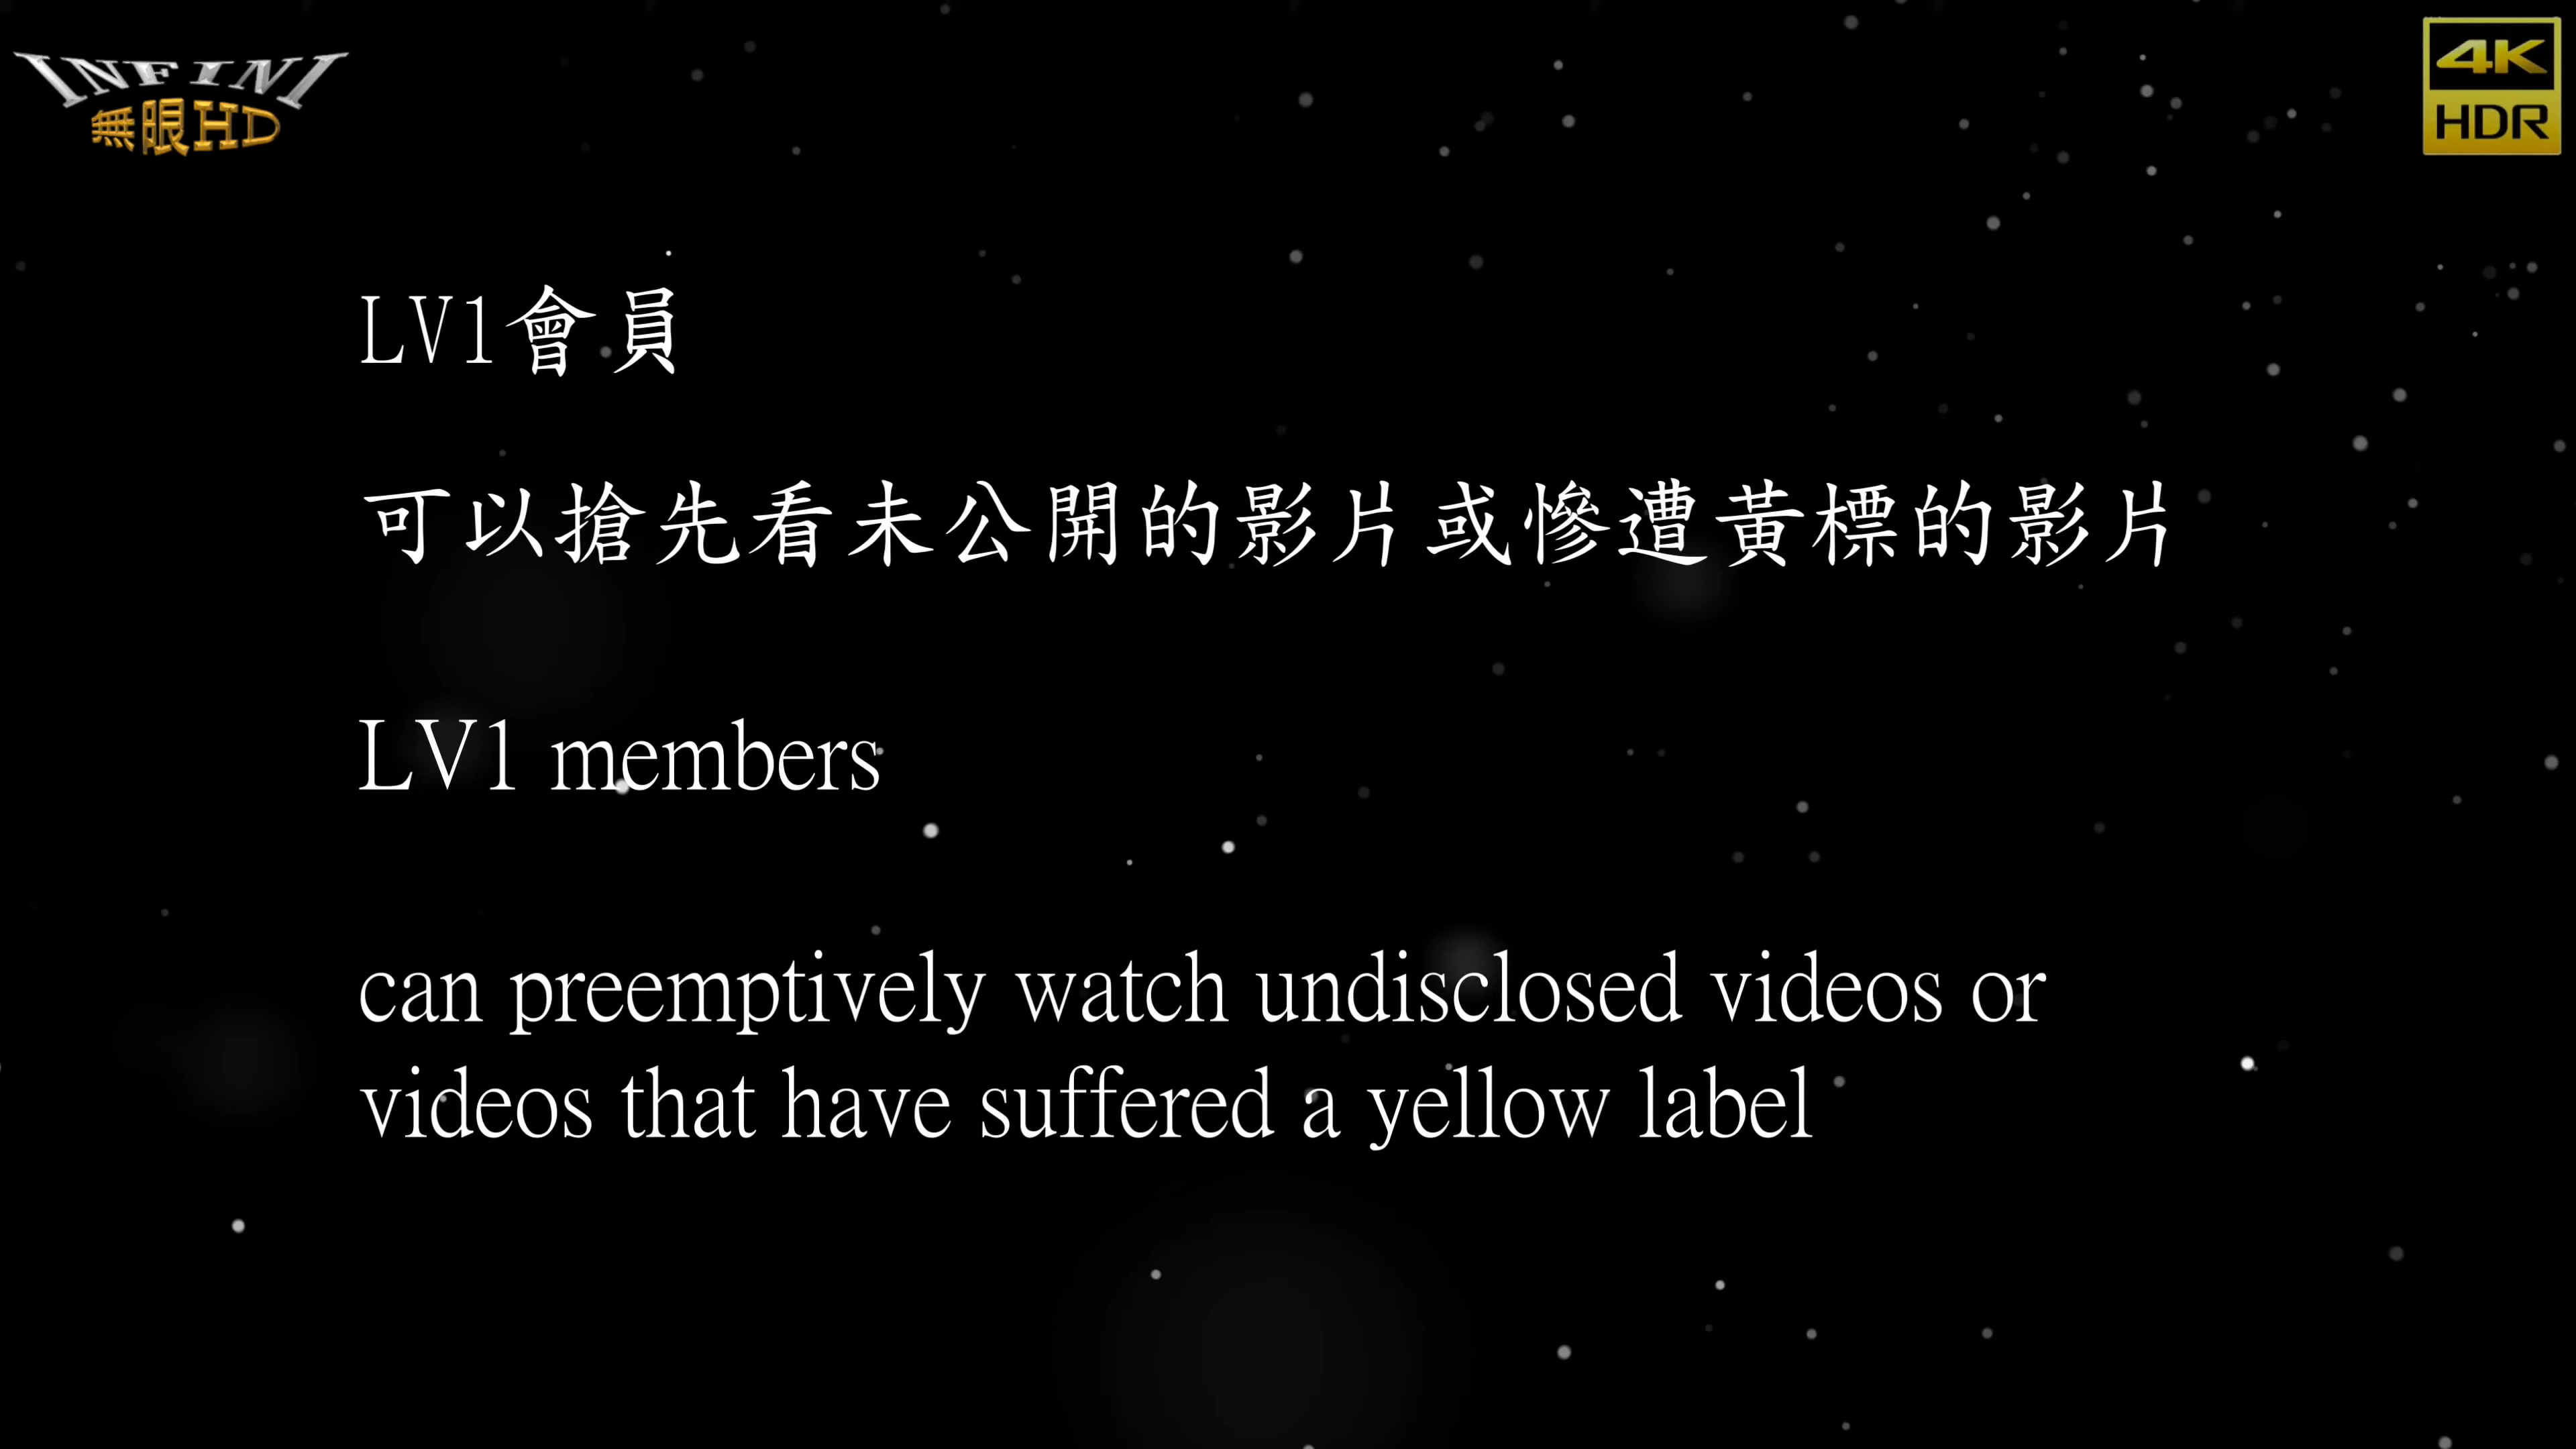 INFINI
無限HD
4K
HDR
LV1會員
可以搶先看未公開的影片或慘遭黃標的影片
LV1 members
can preemptively watch undisclosed videos or
videos that have suffered a yellow label